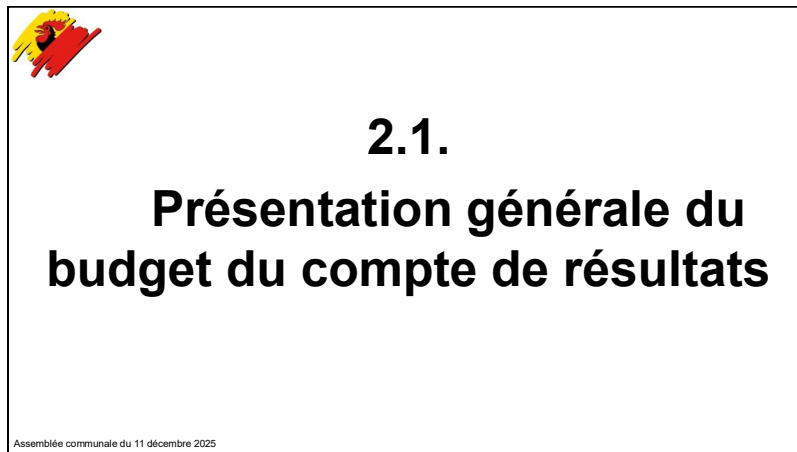 2.1.
Présentation générale du
budget du compte de résultats
Assemblée communale du 11 décembre 2025